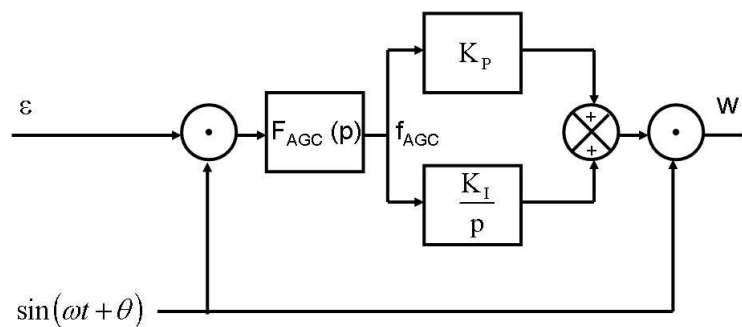 K_P
ε
W
F_AGC (p)
f_AGC
+
+
K_I
p
sin(ωt + θ)